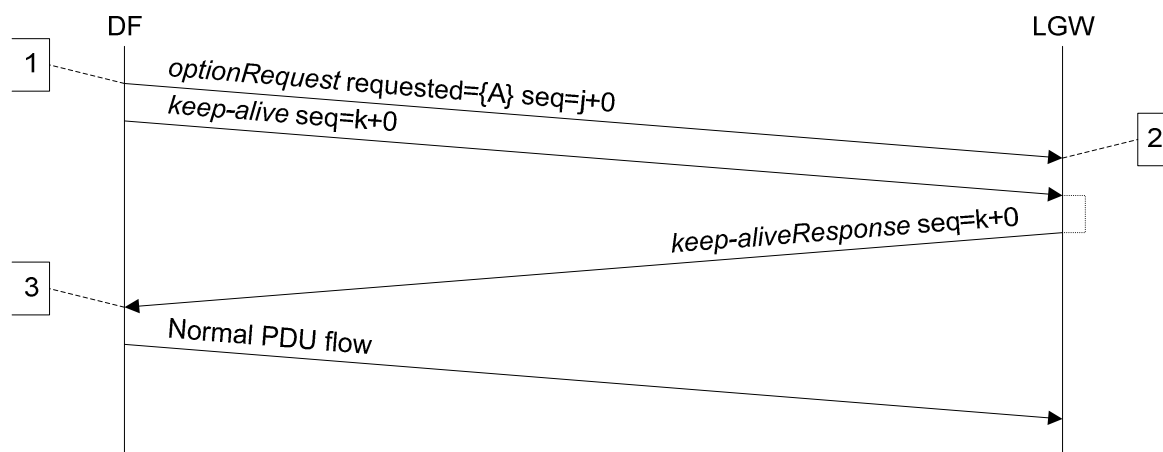 DF
LGW
1
optionRequest requested={A} seq=j+0
keep-alive seq=k+0
2
keep-aliveResponse seq=k+0
3
Normal PDU flow